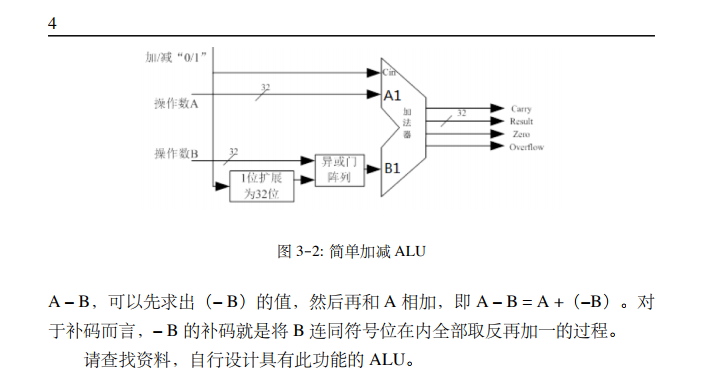 4
加/减 “0/1”
Cin
32
操作数A
A1
加法器
32
Carry
Result
Zero
Overflow
操作数B
32
异或门阵列
B1
1位扩展为32位
图 3-2: 简单加减 ALU
A – B，可以先求出（– B）的值，然后再和 A 相加，即 A – B = A +（–B）。对
于补码而言，– B 的补码就是将 B 连同符号位在内全部取反再加一的过程。
请查找资料，自行设计具有此功能的 ALU。